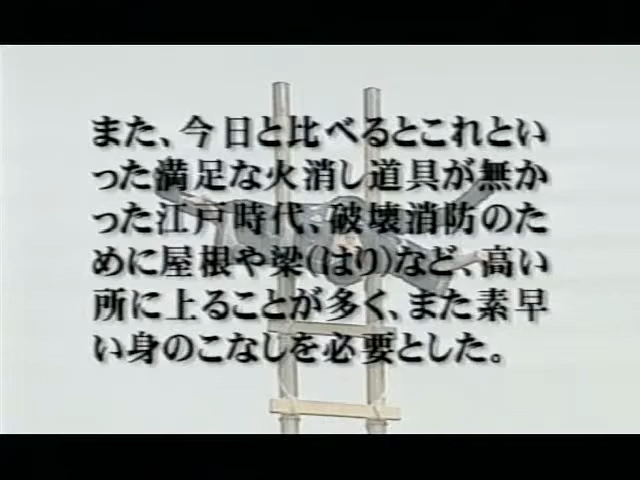 また、今日と比べるとこれとい
った満足な火消し道具が無か
った江戸時代、破壊消防のた
めに屋根や梁(はり)など、高い
所に上ることが多く、また素早
い身のこなしを必要とした。